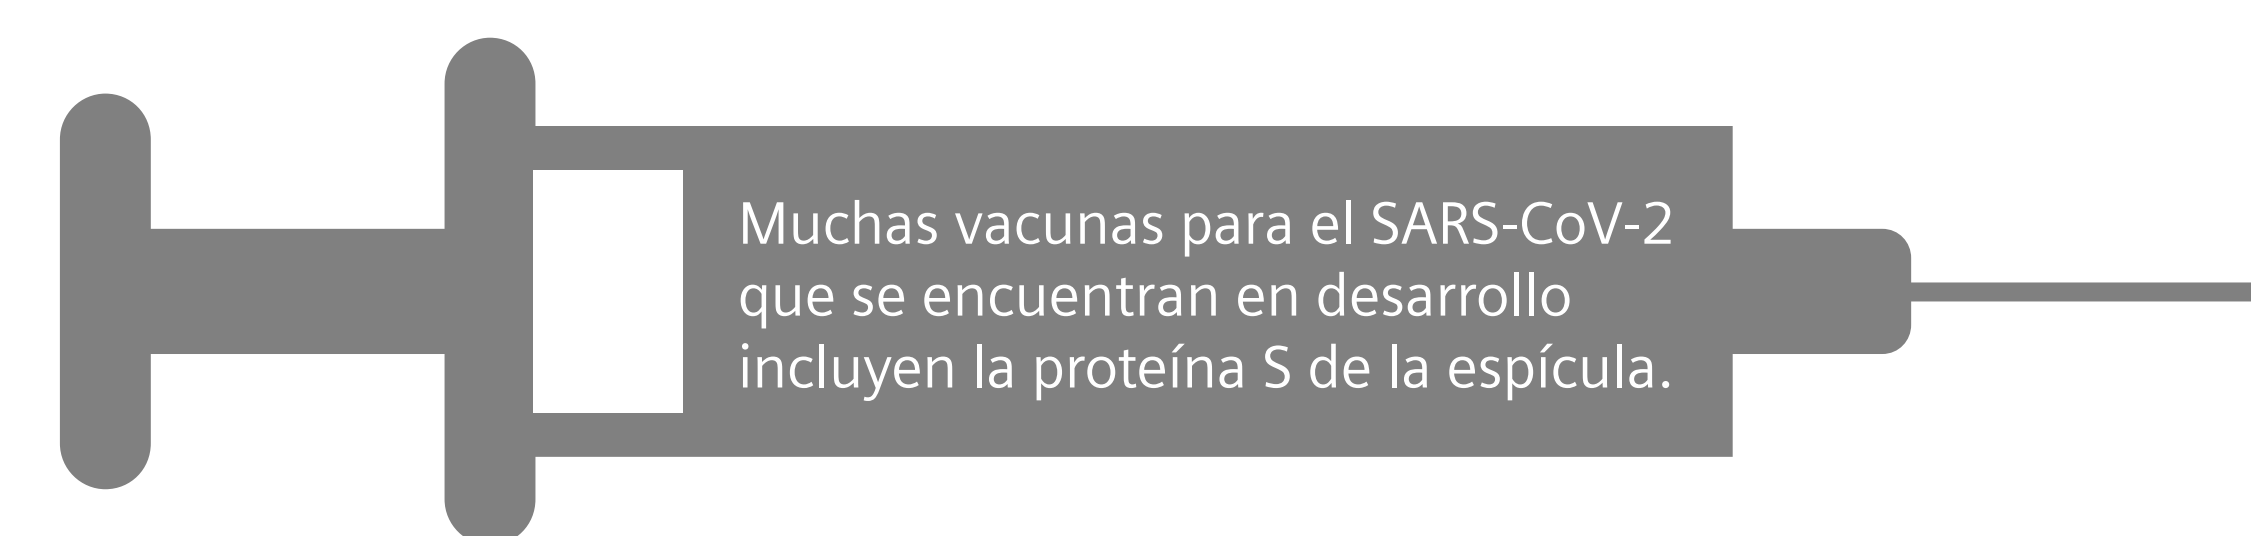 Muchas vacunas para el SARS-CoV-2
que se encuentran en desarrollo
incluyen la proteína S de la espícula.